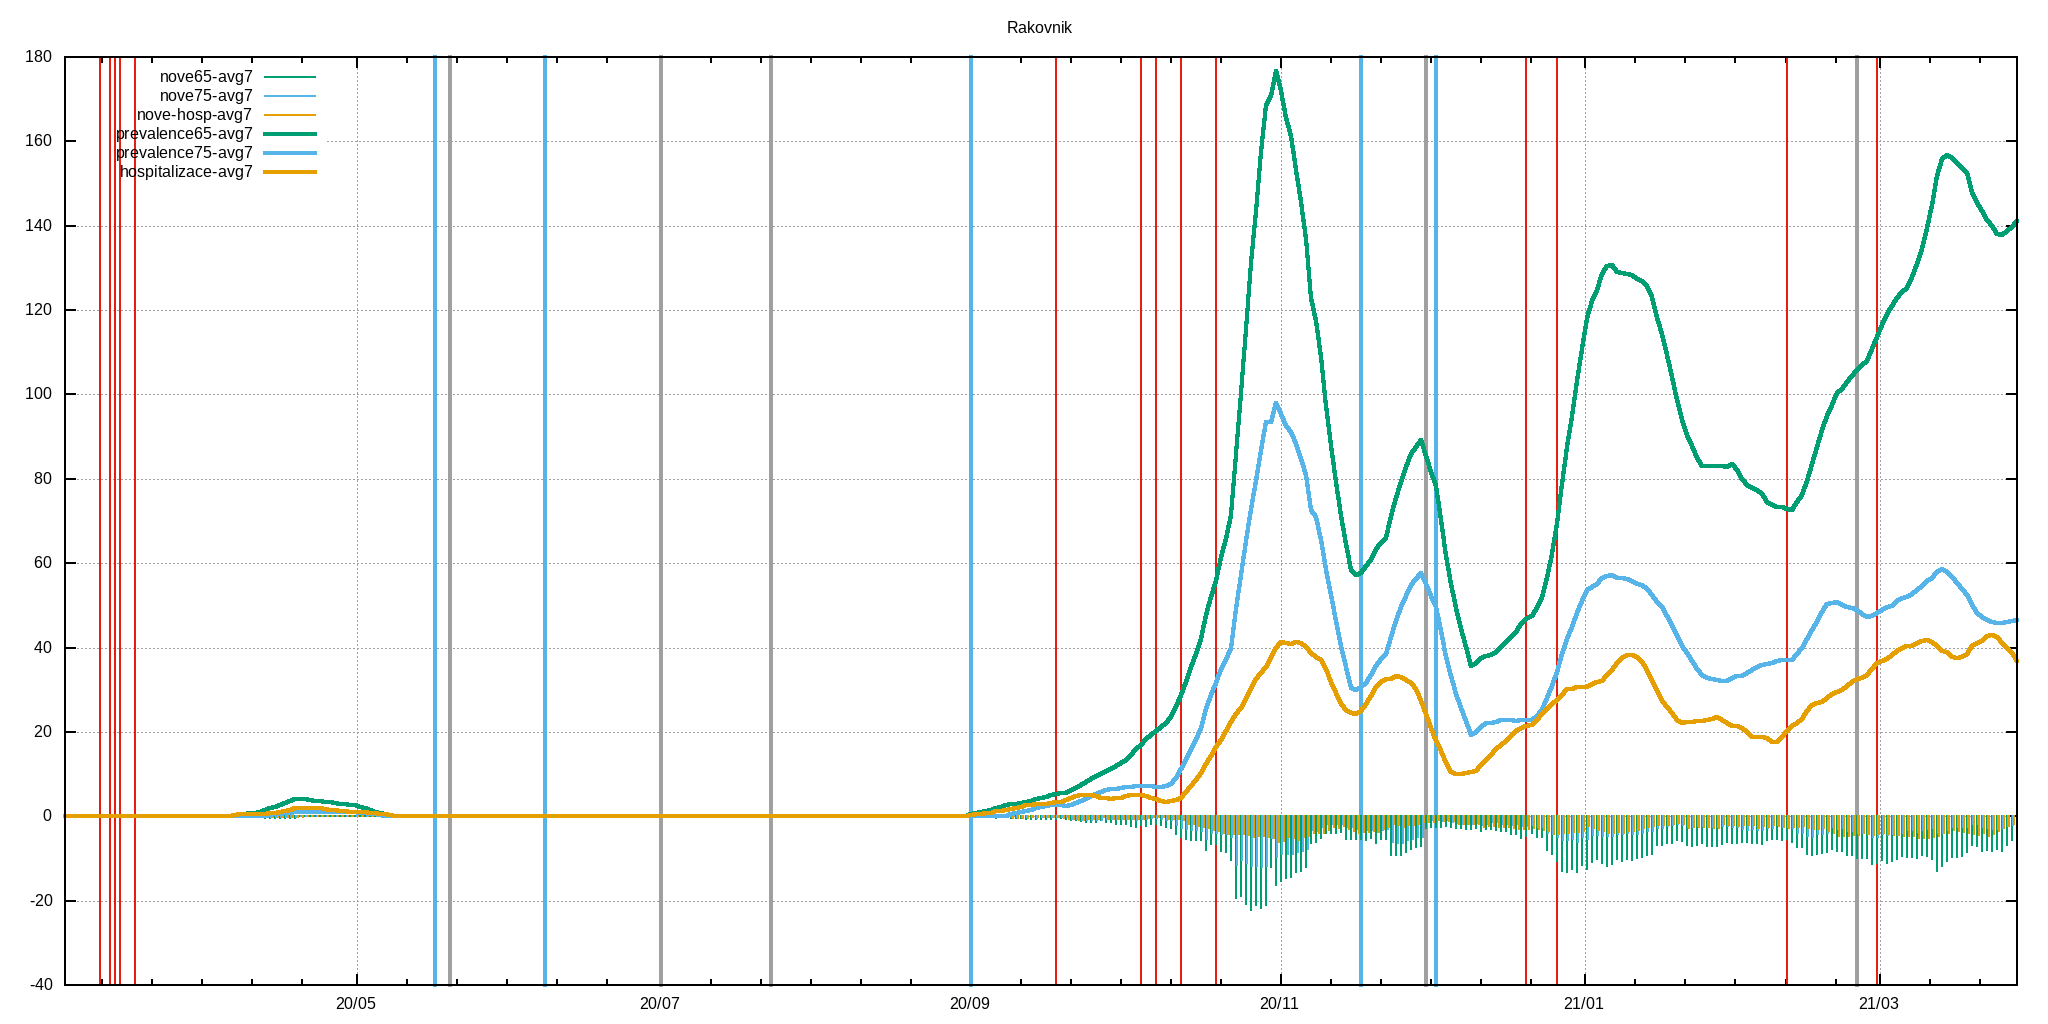 Rakovnik
180
160
140
120
100
80
60
40
20
0
-20
-40
nove65-avg7
nove75-avg7
nove-hosp-avg7
prevalence65-avg7
prevalence75-avg7
hospitalizace-avg7
20/05
20/07
20/09
20/11
21/01
21/03